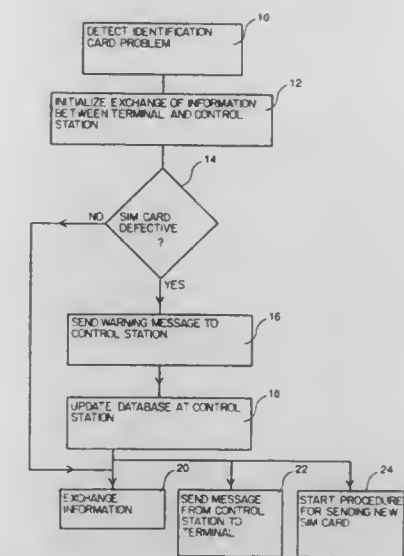 DETECT IDENTIFICATION
CARD PROBLEM
10
INITIALIZE EXCHANGE OF INFORMATION
BETWEEN TERMINAL AND CONTROL
STATION
12
14
NO
SIM CARD
DEFECTIVE
?
YES
SEND WARNING MESSAGE TO
CONTROL STATION
16
UPDATE DATABASE AT CONTROL
STATION
18
EXCHANGE
INFORMATION
20
SEND MESSAGE
FROM CONTROL
STATION TO
TERMINAL
22
START PROCEDURE
FOR SENDING NEW
SIM CARD
24